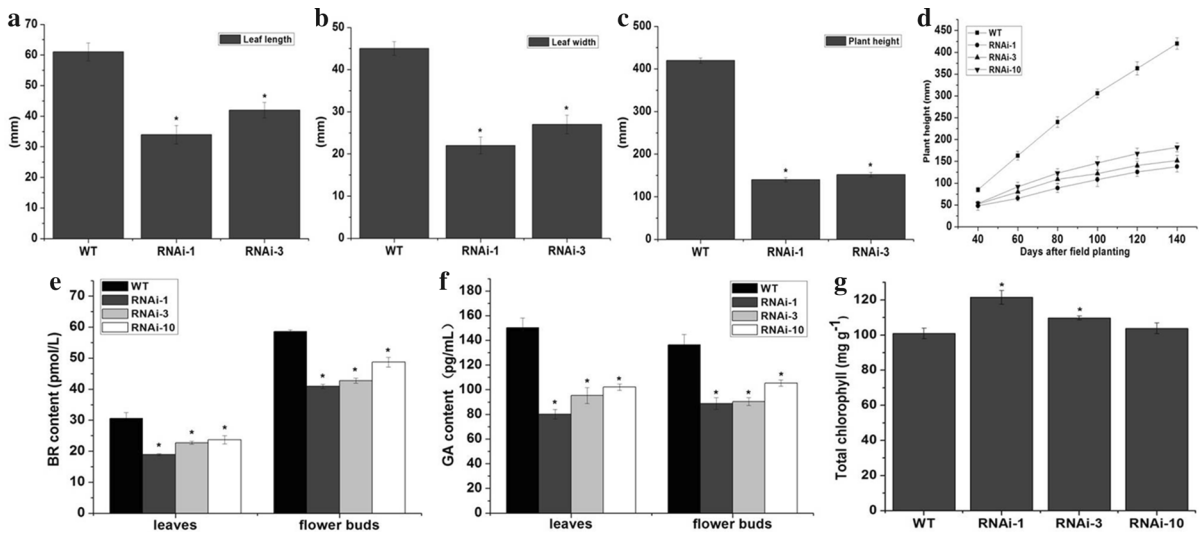 a
70
60
50
40
30
20
10
0
(mm)
Leaf length
*
*
WT RNAi-1 RNAi-3
b
50
40
30
20
10
0
(mm)
Leaf width
*
*
WT RNAi-1 RNAi-3
c
500
400
300
200
100
0
(mm)
Plant height
*
*
WT RNAi-1 RNAi-3
d
450
400
350
300
250
200
150
100
50
0
Plant height (mm)
WT
RNAi-1
RNAi-3
RNAi-10
40 60 80 100 120 140
Days after field planting
e
WT
RNAi-1
RNAi-3
RNAi-10
70
60
50
40
30
20
10
0
BR content (pmol/L)
* * *
* * *
leaves flower buds
f
WT
RNAi-1
RNAi-3
RNAi-10
180
160
140
120
100
80
60
40
20
0
GA content（pg/mL）
* * *
* * *
leaves flower buds
g
120
100
80
60
40
20
0
Total chlorophyll (mg g-1)
*
*
WT RNAi-1 RNAi-3 RNAi-10